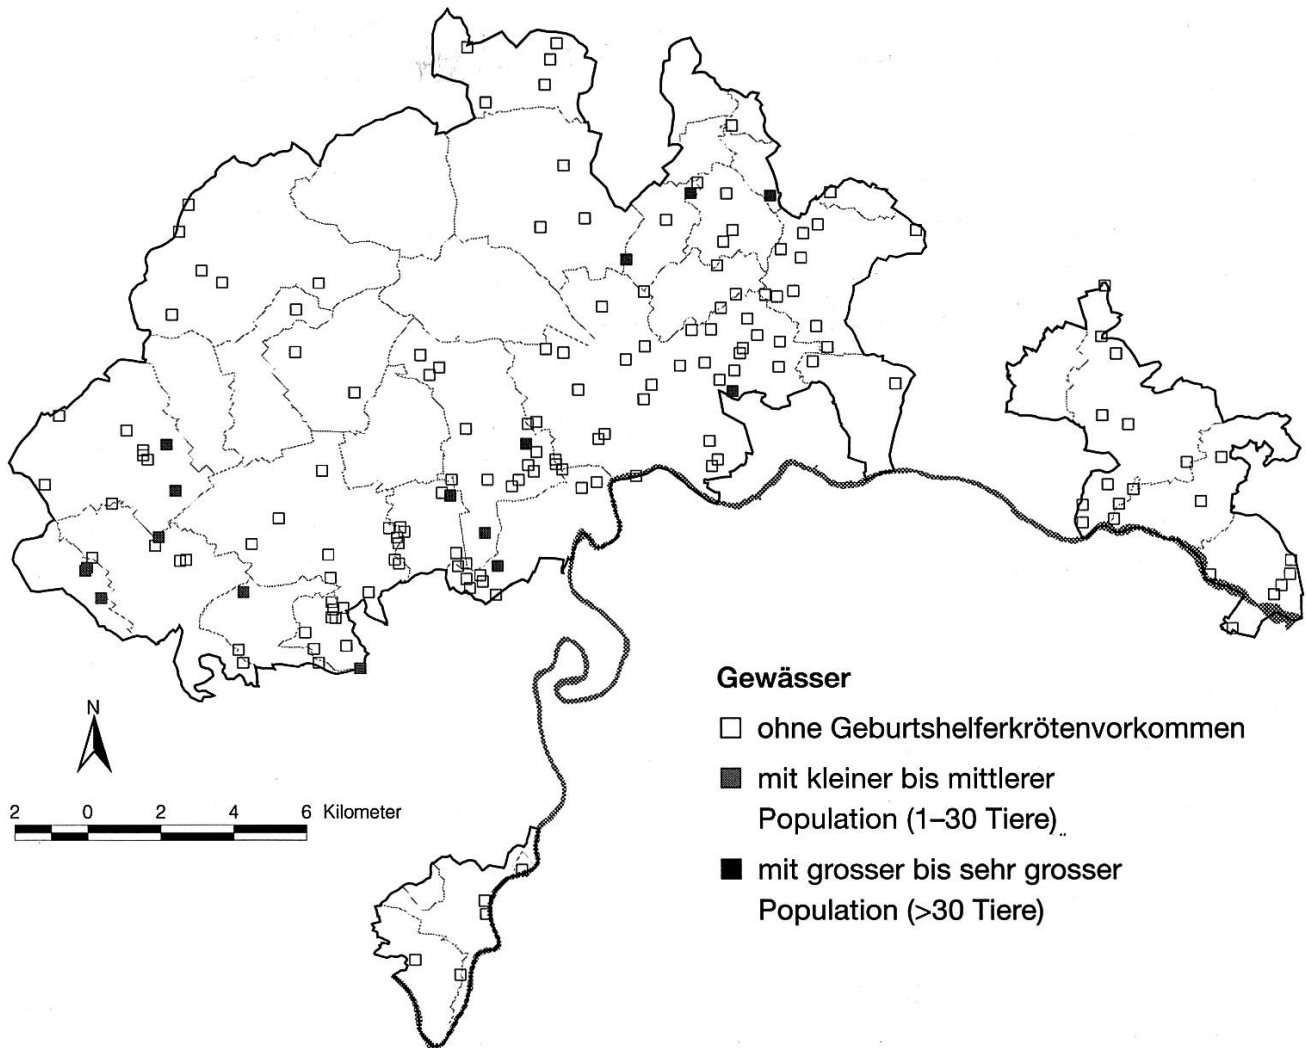 Gewässer
ohne Geburtshelferkrötenvorkommen
mit kleiner bis mittlerer
Population (1–30 Tiere)
mit grosser bis sehr grosser
Population (>30 Tiere)
N
2 0 2 4 6 Kilometer